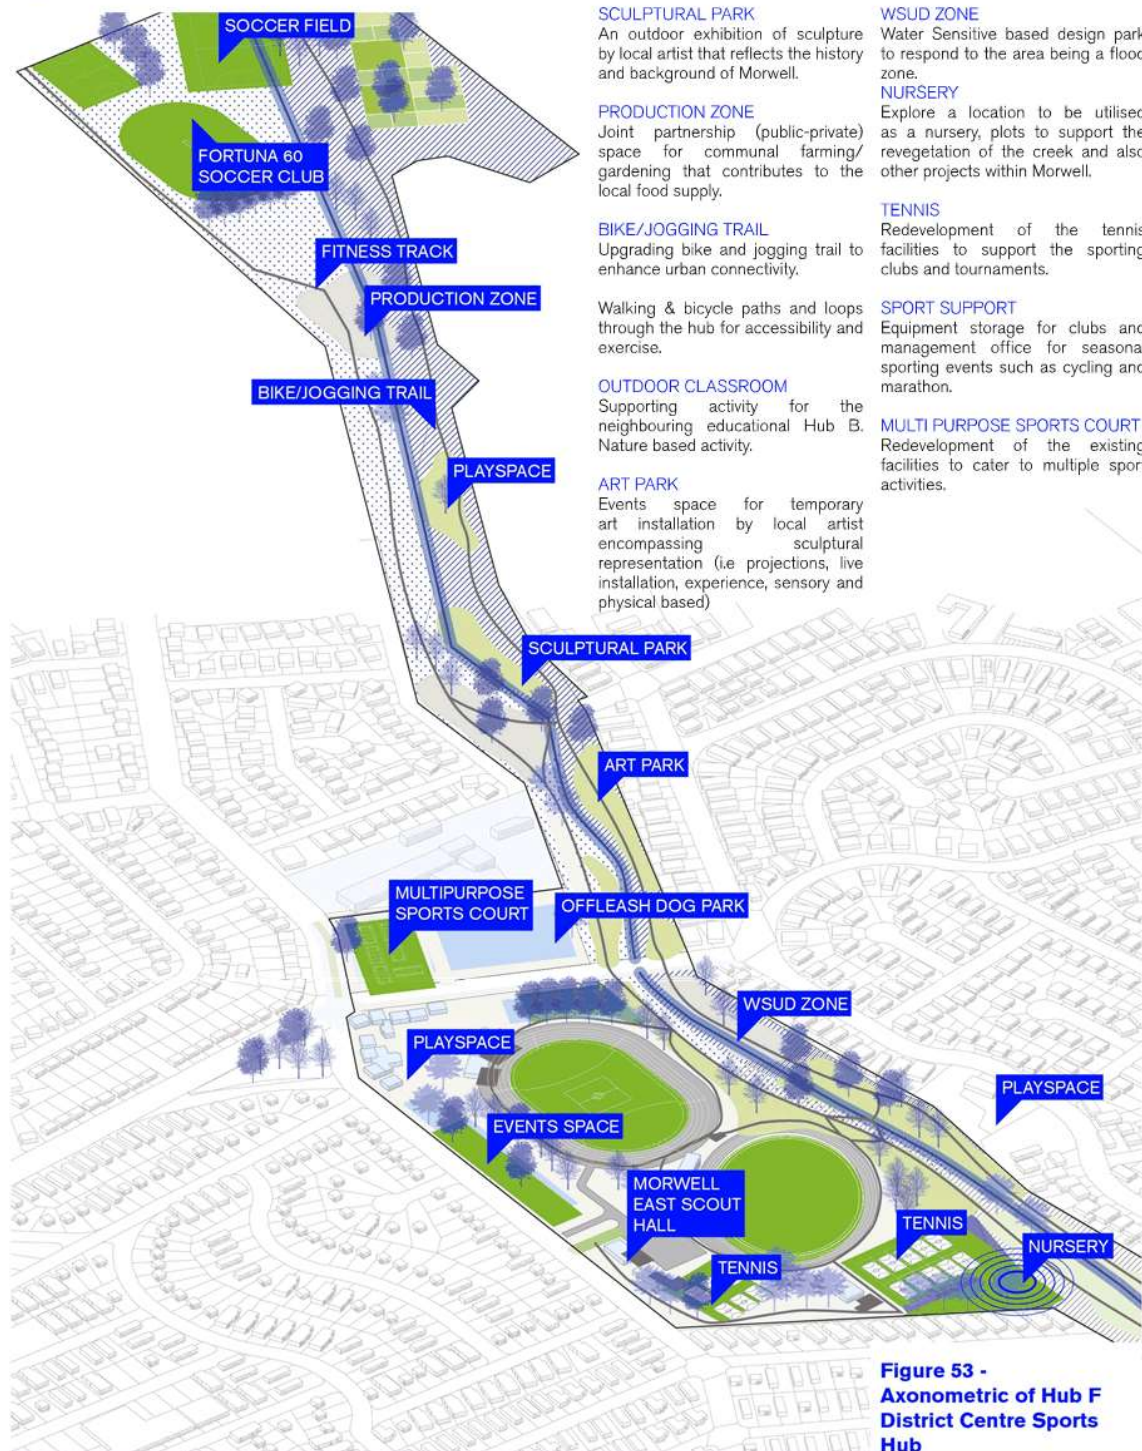 SCULPTURAL PARK
An outdoor exhibition of sculpture
by local artist that reflects the history
and background of Morwell.
PRODUCTION ZONE
Joint partnership (public-private)
space for communal farming/
gardening that contributes to the
local food supply.
BIKE/JOGGING TRAIL
Upgrading bike and jogging trail to
enhance urban connectivity.
Walking & bicycle paths and loops
through the hub for accessibility and
exercise.
OUTDOOR CLASSROOM
Supporting activity for the
neighbouring educational Hub B.
Nature based activity.
ART PARK
Events space for temporary
art installation by local artist
encompassing sculptural
representation (i.e projections, live
installation, experience, sensory and
physical based)
WSUD ZONE
Water Sensitive based design park
to respond to the area being a flood
zone.
NURSERY
Explore a location to be utilised
as a nursery, plots to support the
revegetation of the creek and also
other projects within Morwell.
TENNIS
Redevelopment of the tennis
facilities to support the sporting
clubs and tournaments.
SPORT SUPPORT
Equipment storage for clubs and
management office for seasonal
sporting events such as cycling and
marathon.
MULTI PURPOSE SPORTS COURT
Redevelopment of the existing
facilities to cater to multiple sport
activities.
SOCCER FIELD
FORTUNA 60
SOCCER CLUB
FITNESS TRACK
PRODUCTION ZONE
BIKE/JOGGING TRAIL
PLAYSPACE
SCULPTURAL PARK
ART PARK
MULTIPURPOSE
SPORTS COURT
OFFLEASH DOG PARK
WSUD ZONE
PLAYSPACE
PLAYSPACE
EVENTS SPACE
MORWELL
EAST SCOUT
HALL
TENNIS
TENNIS
NURSERY
Figure 53 -
Axonometric of Hub F
District Centre Sports
Hub